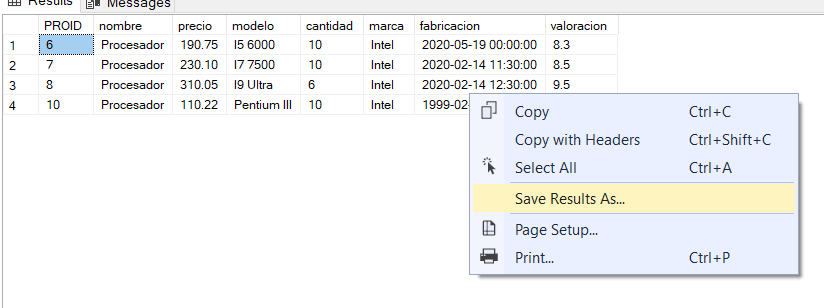 Results Messages
PROID nombre precio modelo cantidad marca fabricacion valoracion
1 6 Procesador 190.75 I5 6000 10 Intel 2020-05-19 00:00:00 8.3
2 7 Procesador 230.10 I7 7500 10 Intel 2020-02-14 11:30:00 8.5
3 8 Procesador 310.05 I9 Ultra 6 Intel 2020-02-14 12:30:00 9.5
4 10 Procesador 110.22 Pentium III 10 Intel 1999-02-
Copy Ctrl+C
Copy with Headers Ctrl+Shift+C
Select All Ctrl+A
Save Results As...
Page Setup...
Print... Ctrl+P